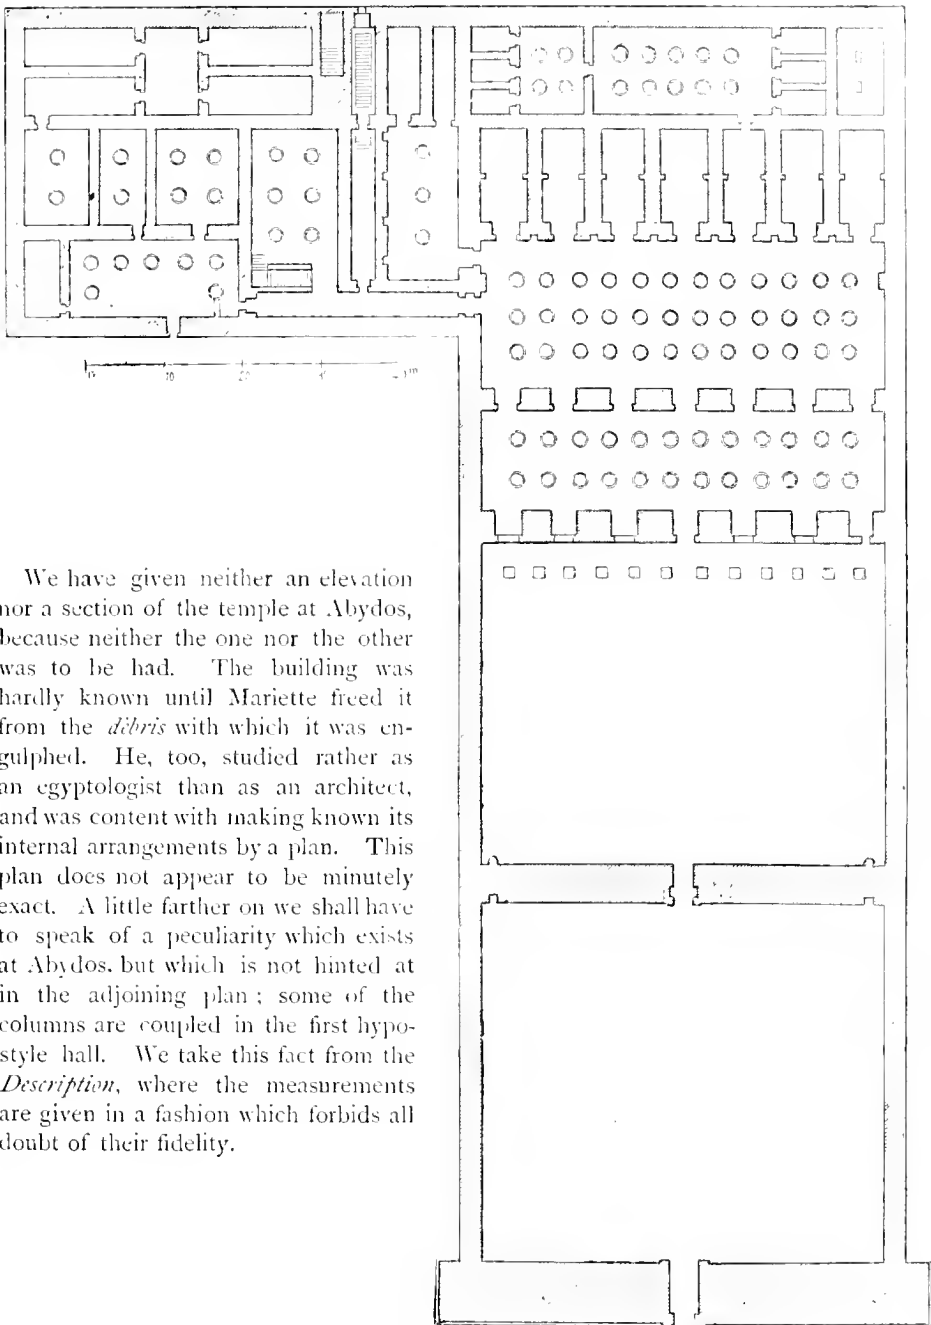 We have given neither an elevation
nor a section of the temple at Abydos,
because neither the one nor the other
was to be had. The building was
hardly known until Mariette freed it
from the débris with which it was en-
gulphed. He, too, studied rather as
an egyptologist than as an architect,
and was content with making known its
internal arrangements by a plan. This
plan does not appear to be minutely
exact. A little farther on we shall have
to speak of a peculiarity which exists
at Abydos, but which is not hinted at
in the adjoining plan ; some of the
columns are coupled in the first hypo-
style hall. We take this fact from the
Description, where the measurements
are given in a fashion which forbids all
doubt of their fidelity.